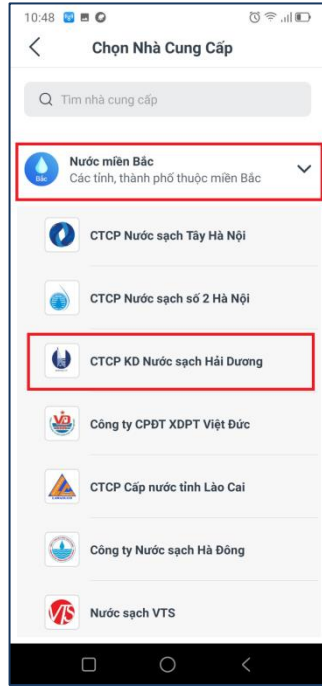 10:48
Chọn Nhà Cung Cấp
Tìm nhà cung cấp
Bắc
Nước miền Bắc
Các tỉnh, thành phố thuộc miền Bắc
CTCP Nước sạch Tây Hà Nội
CTCP Nước sạch số 2 Hà Nội
CTCP KD Nước sạch Hải Dương
VD
Công ty CPĐT XDPT Việt Đức
CTCP Cấp nước tỉnh Lào Cai
Công ty Nước sạch Hà Đông
VTS
Nước sạch VTS